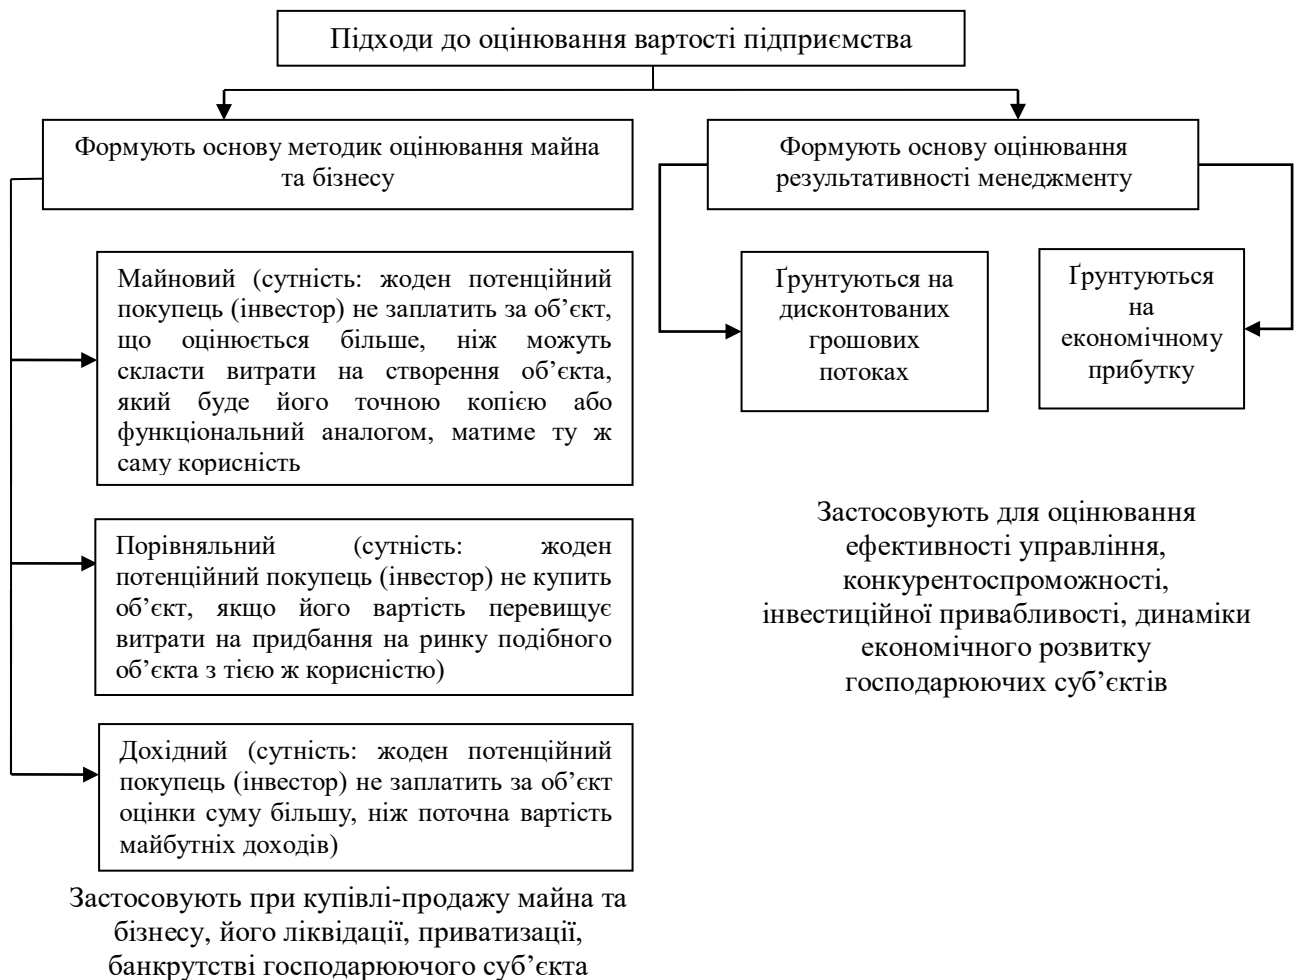 Підходи до оцінювання вартості підприємства
Формують основу методик оцінювання майна
та бізнесу
Формують основу оцінювання
результативності менеджменту
Майновий (сутність: жоден потенційний
покупець (інвестор) не заплатить за об’єкт,
що оцінюється більше, ніж можуть
скласти витрати на створення об’єкта,
який буде його точною копією або
функціональний аналогом, матиме ту ж
саму корисність
Ґрунтуються на
дисконтованих
грошових
потоках
Ґрунтуються
на
економічному
прибутку
Порівняльний (сутність: жоден
потенційний покупець (інвестор) не купить
об’єкт, якщо його вартість перевищує
витрати на придбання на ринку подібного
об’єкта з тією ж корисністю)
Застосовують для оцінювання
ефективності управління,
конкурентоспроможності,
інвестиційної привабливості, динаміки
економічного розвитку
господарюючих суб’єктів
Дохідний (сутність: жоден потенційний
покупець (інвестор) не заплатить за об’єкт
оцінки суму більшу, ніж поточна вартість
майбутніх доходів)
Застосовують при купівлі-продажу майна та
бізнесу, його ліквідації, приватизації,
банкрутстві господарюючого суб’єкта